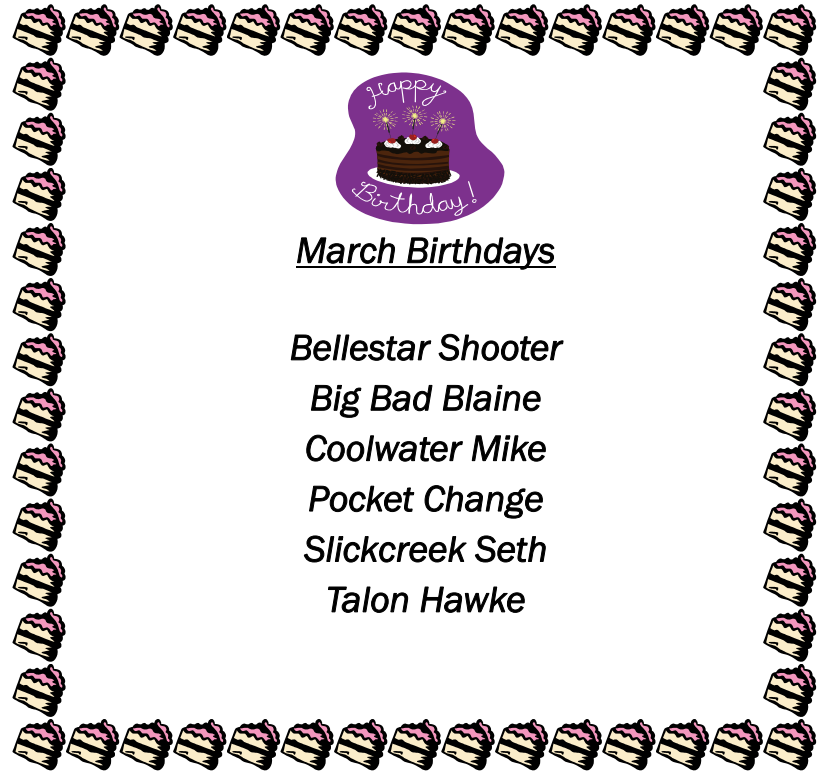 Happy
Birthday!
March Birthdays
Bellestar Shooter
Big Bad Blaine
Coolwater Mike
Pocket Change
Slickcreek Seth
Talon Hawke